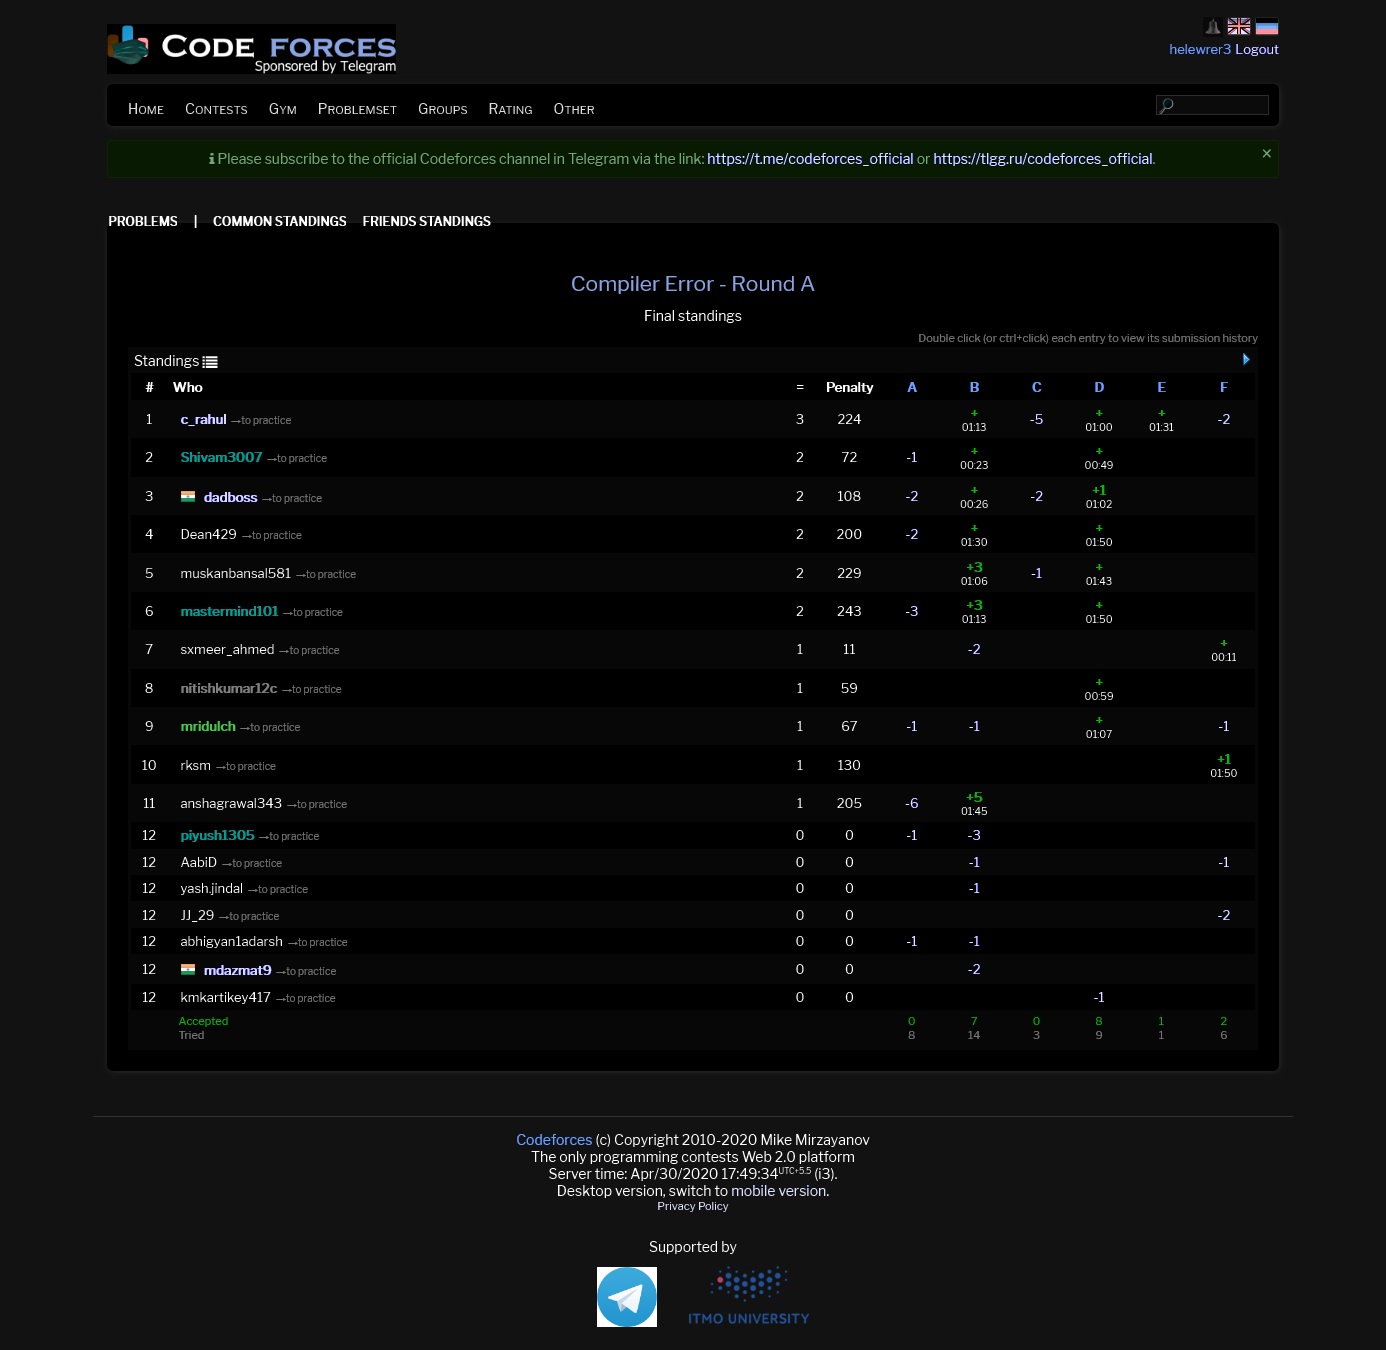 CODE FORCES
Sponsored by Telegram
helewrer3 Logout
HOME CONTESTS GYM PROBLEMSET GROUPS RATING OTHER
Please subscribe to the official Codeforces channel in Telegram via the link: https://t.me/codeforces_official or https://tlgg.ru/codeforces_official. ×
PROBLEMS | COMMON STANDINGS FRIENDS STANDINGS
Compiler Error - Round A
Final standings
Double click (or ctrl+click) each entry to view its submission history
Standings
# Who = Penalty A B C D E F
1 c_rahul →to practice 3 224 + 01:13 -5 + 01:00 + 01:31 -2
2 Shivam3007 →to practice 2 72 -1 + 00:23 + 00:49
3 dadboss →to practice 2 108 -2 + 00:26 -2 +1 01:02
4 Dean429 →to practice 2 200 -2 + 01:30 + 01:50
5 muskanbansal581 →to practice 2 229 +3 01:06 -1 + 01:43
6 mastermind101 →to practice 2 243 -3 +3 01:13 + 01:50
7 sxmeer_ahmed →to practice 1 11 -2 + 00:11
8 nitishkumar12c →to practice 1 59 + 00:59
9 mridulch →to practice 1 67 -1 -1 + 01:07 -1
10 rksm →to practice 1 130 +1 01:50
11 anshagrawal343 →to practice 1 205 -6 +5 01:45
12 piyush1305 →to practice 0 0 -1 -3
12 AabiD →to practice 0 0 -1 -1
12 yash.jindal →to practice 0 0 -1
12 JJ_29 →to practice 0 0 -2
12 abhigyan1adarsh →to practice 0 0 -1 -1
12 mdazmat9 →to practice 0 0 -2
12 kmkartikey417 →to practice 0 0 -1
Accepted 0 7 0 8 1 2
Tried 8 14 3 9 1 6
Codeforces (c) Copyright 2010-2020 Mike Mirzayanov
The only programming contests Web 2.0 platform
Server time: Apr/30/2020 17:49:34 UTC+5.5 (i3).
Desktop version, switch to mobile version.
Privacy Policy
Supported by
ITMO UNIVERSITY